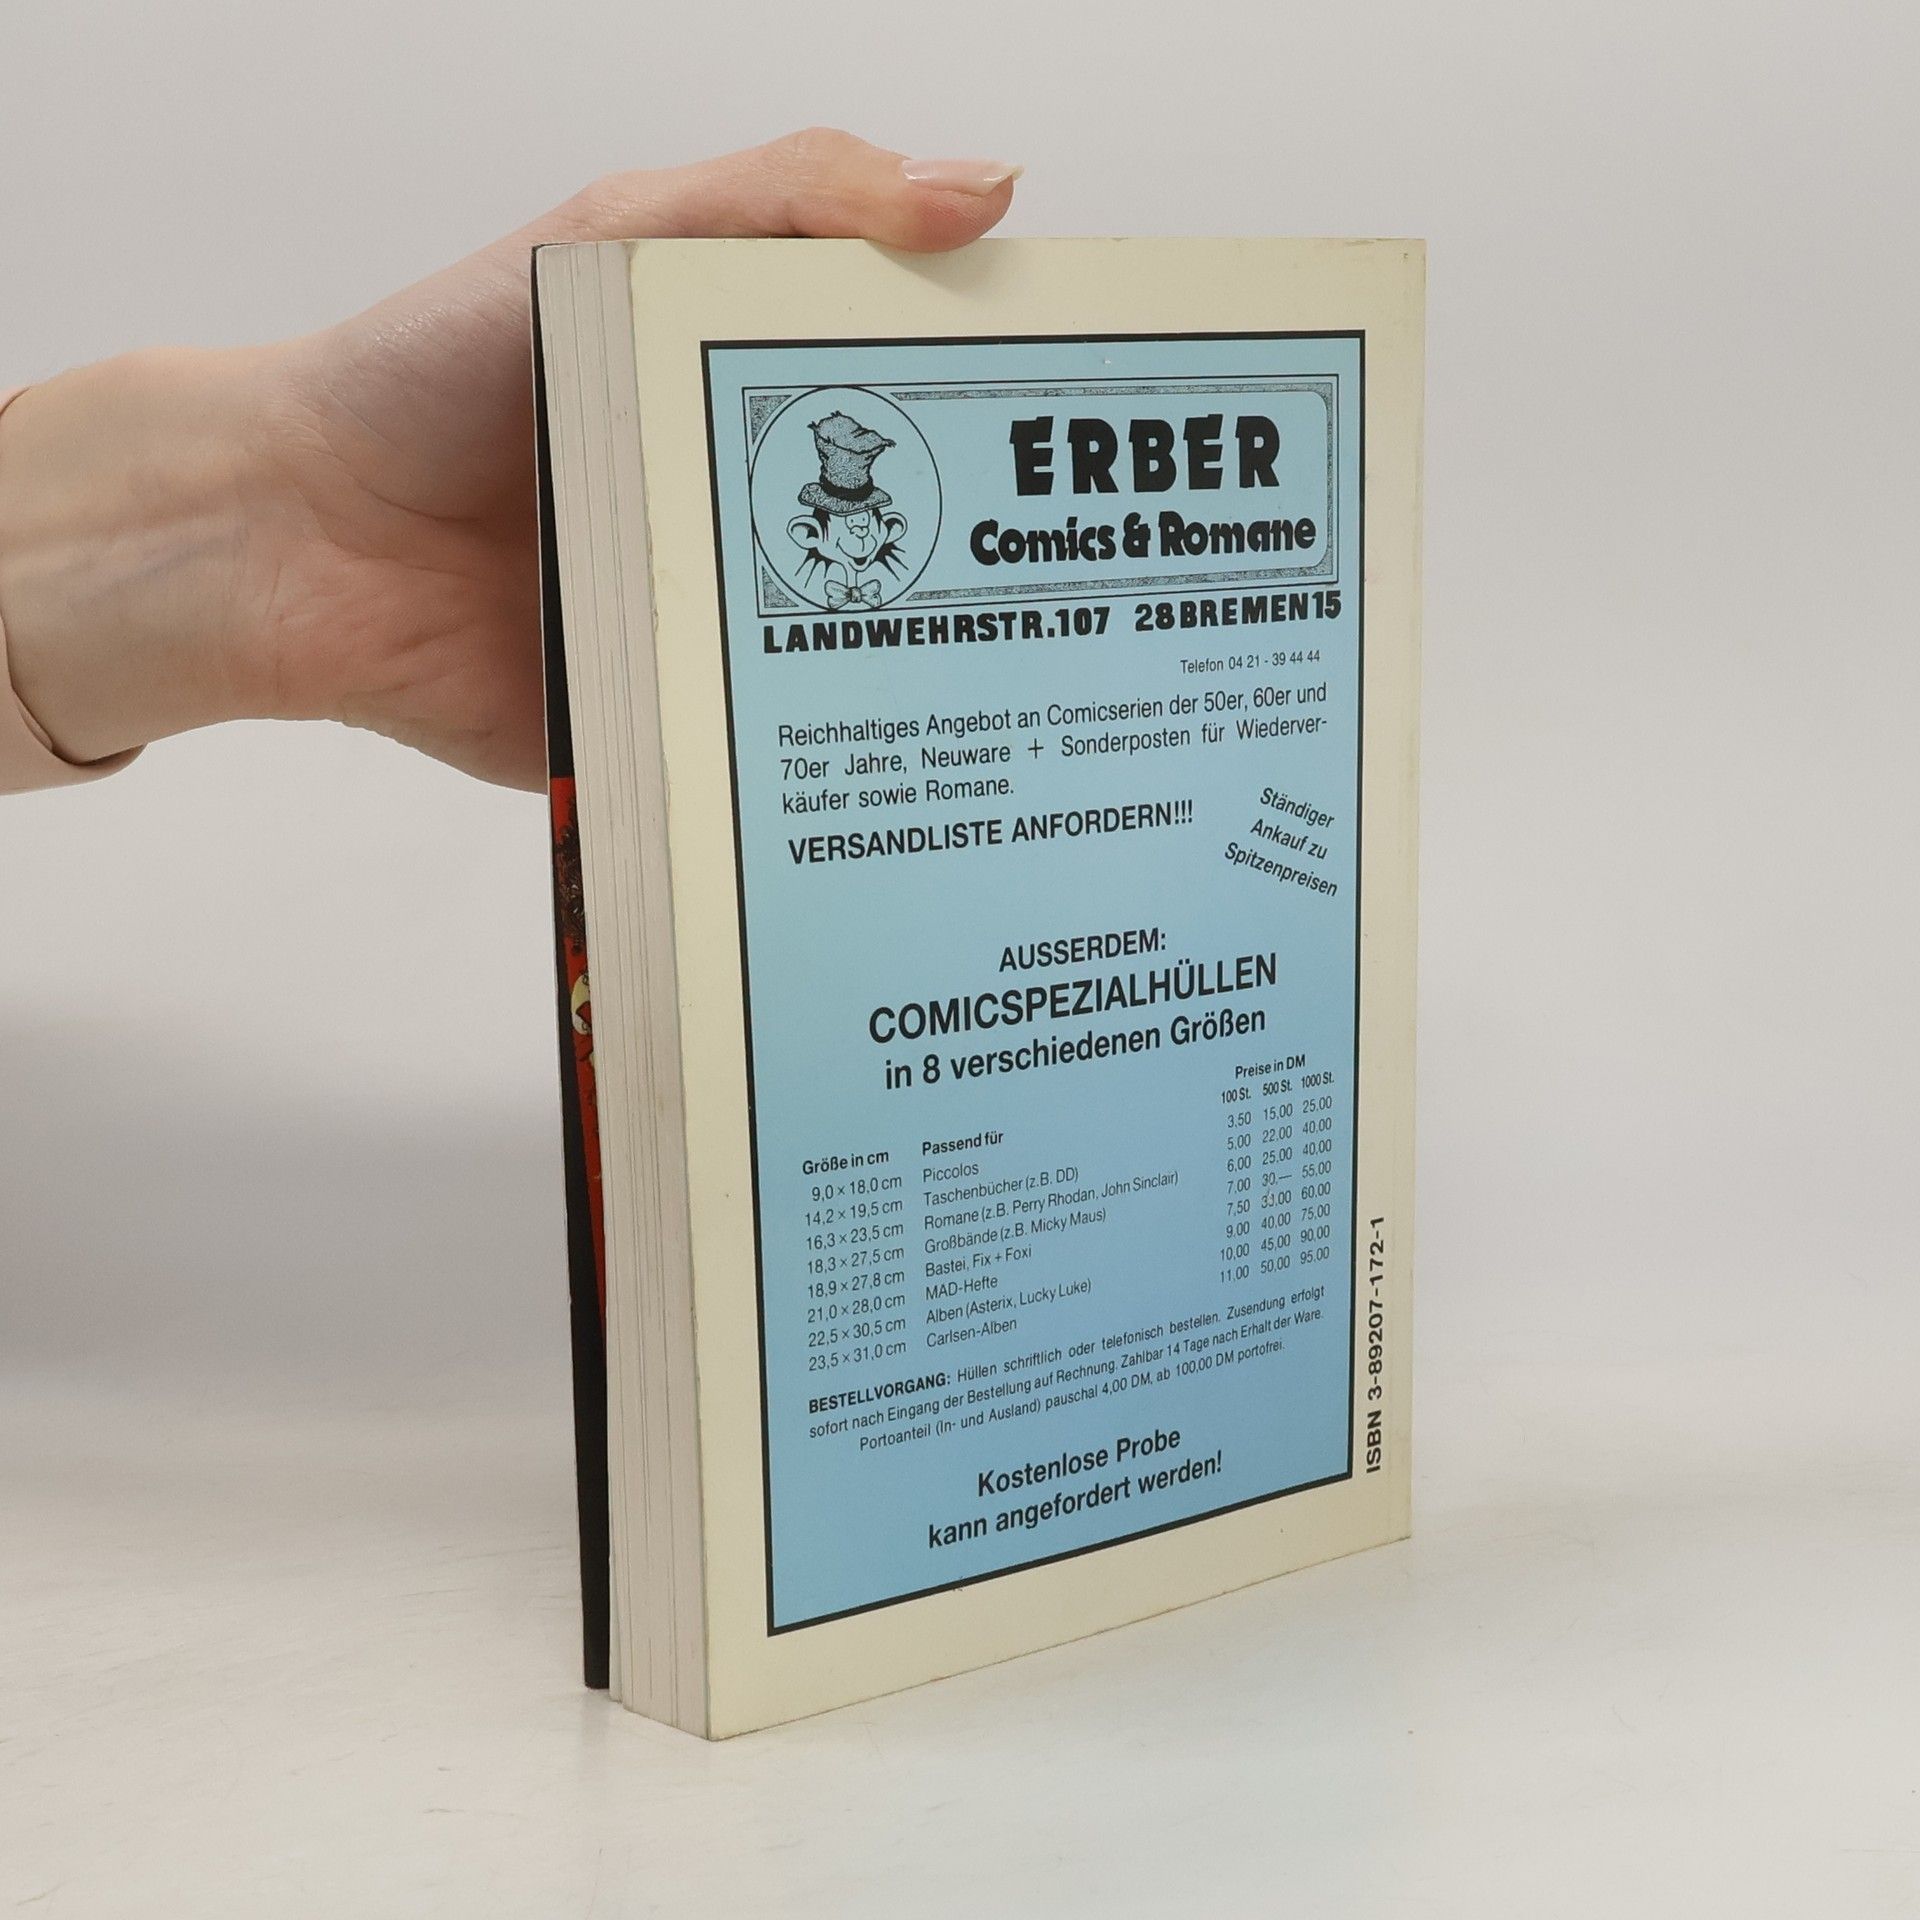 ERBER
Comics & Romane
LANDWEHRSTR.107 28 BREMEN 15
Telefon 04 21 - 39 44 44
Reichhaltiges Angebot an Comicserien der 50er, 60er und
70er Jahre, Neuware + Sonderposten für Wiederver-
käufer sowie Romane.
VERSANDLISTE ANFORDERN!!!
Ständiger
Ankauf zu
Spitzenpreisen
AUSSERDEM:
COMICSPEZIALHÜLLEN
in 8 verschiedenen Größen
Preise in DM
Größe in cm Passend für 100 St. 500 St. 1000 St.
9,0 × 18,0 cm Piccolos 3,50 15,00 25,00
14,2 × 19,5 cm Taschenbücher (z.B. DD) 5,00 22,00 40,00
16,3 × 23,5 cm Romane (z.B. Perry Rhodan, John Sinclair) 6,00 25,00 40,00
18,3 × 27,5 cm Großbände (z.B. Micky Maus) 7,00 30,— 55,00
18,9 × 27,8 cm Bastei, Fix + Foxi 7,50 60,00
21,0 × 28,0 cm MAD-Hefte 9,00 40,00 75,00
22,5 × 30,5 cm Alben (Asterix, Lucky Luke) 10,00 45,00 90,00
23,5 × 31,0 cm Carlsen-Alben 11,00 50,00 95,00
BESTELLVORGANG: Hüllen schriftlich oder telefonisch bestellen. Zusendung erfolgt
sofort nach Eingang der Bestellung auf Rechnung. Zahlbar 14 Tage nach Erhalt der Ware.
Portoanteil (In- und Ausland) pauschal 4,00 DM, ab 100,00 DM portofrei.
Kostenlose Probe
kann angefordert werden!
ISBN 3-89207-172-1